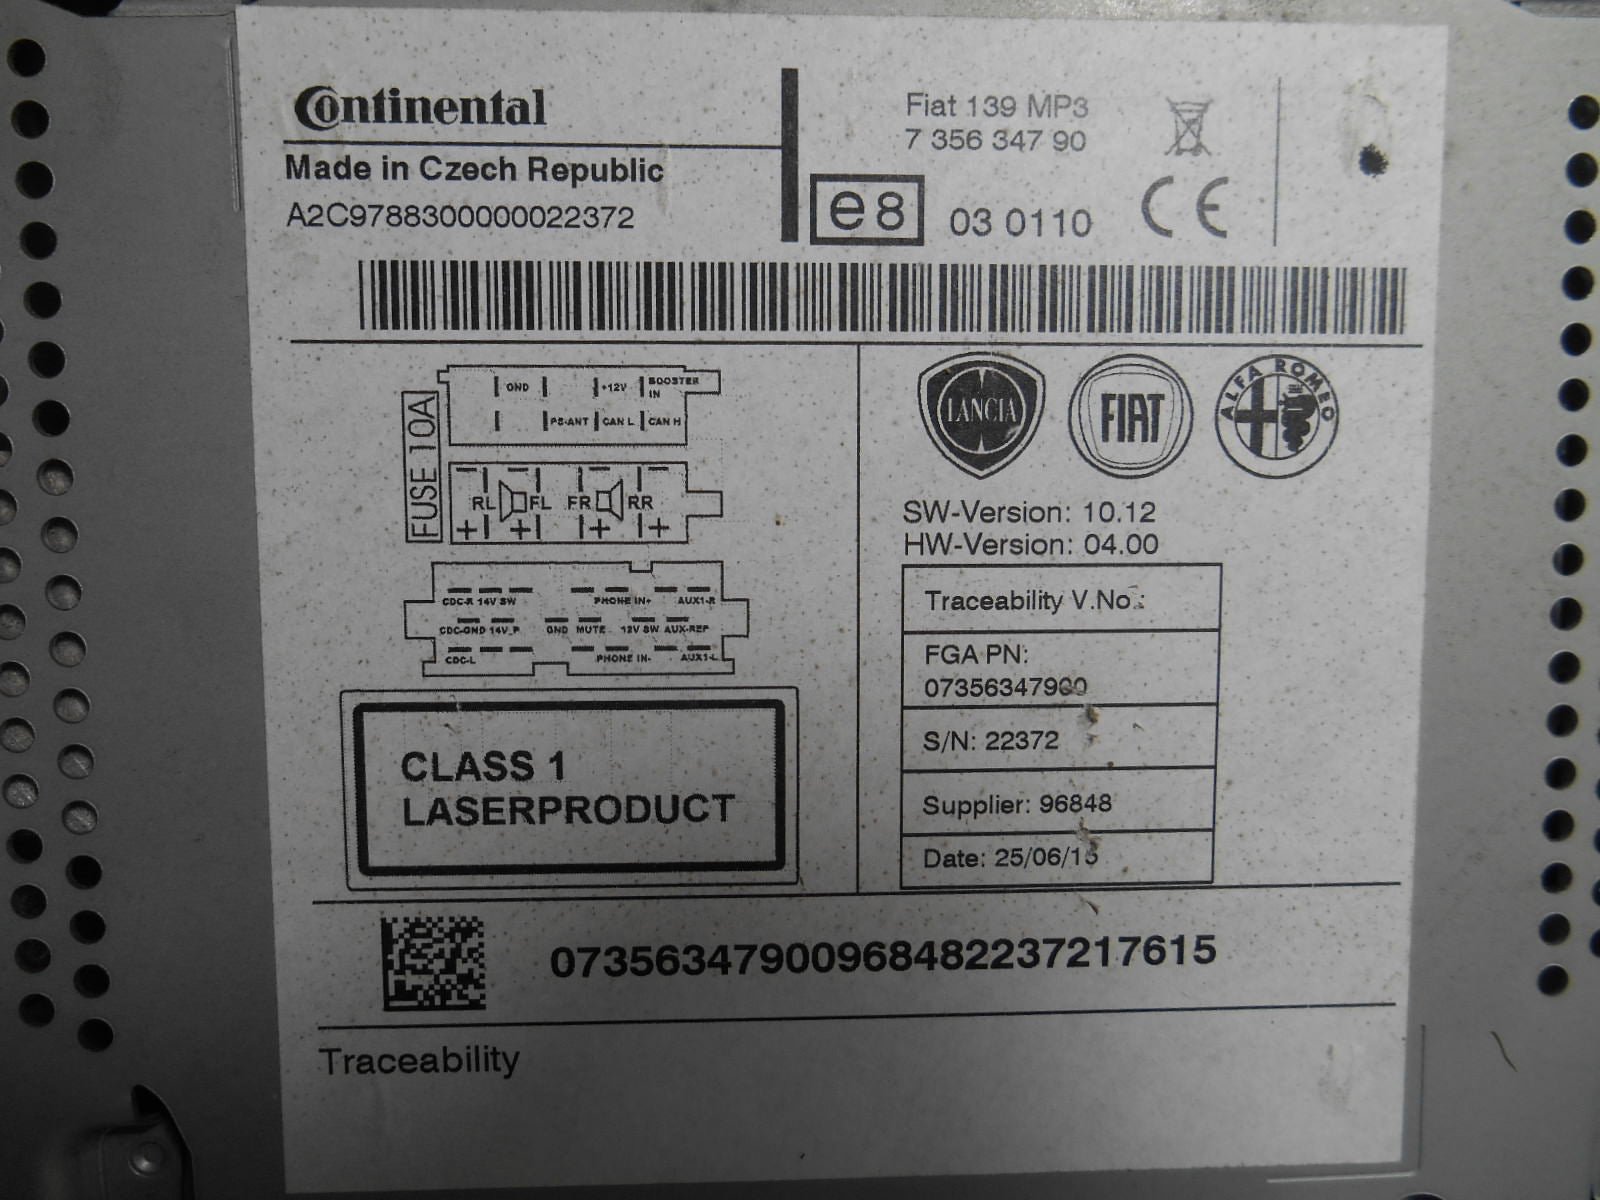 Continental
Made in Czech Republic
A2C9788300000022372
Fiat 139 MP3
7 356 347 90
e8 03 0110 CE
FUSE 10A
GND +12V BOOSTER
IN
PS-ANT CAN L CAN H
RL FL FR RR
CDC-R 14V SW PHONE IN+ AUX1-R
CDC-GND 14V_P GND MUTE 12V SW AUX-REF
CDC-L PHONE IN- AUX1-L
CLASS 1
LASERPRODUCT
LANCIA FIAT ALFA ROMEO
SW-Version: 10.12
HW-Version: 04.00
Traceability V.No.:
FGA PN:
07356347900
S/N: 22372
Supplier: 96848
Date: 25/06/15
07356347900968482237217615
Traceability